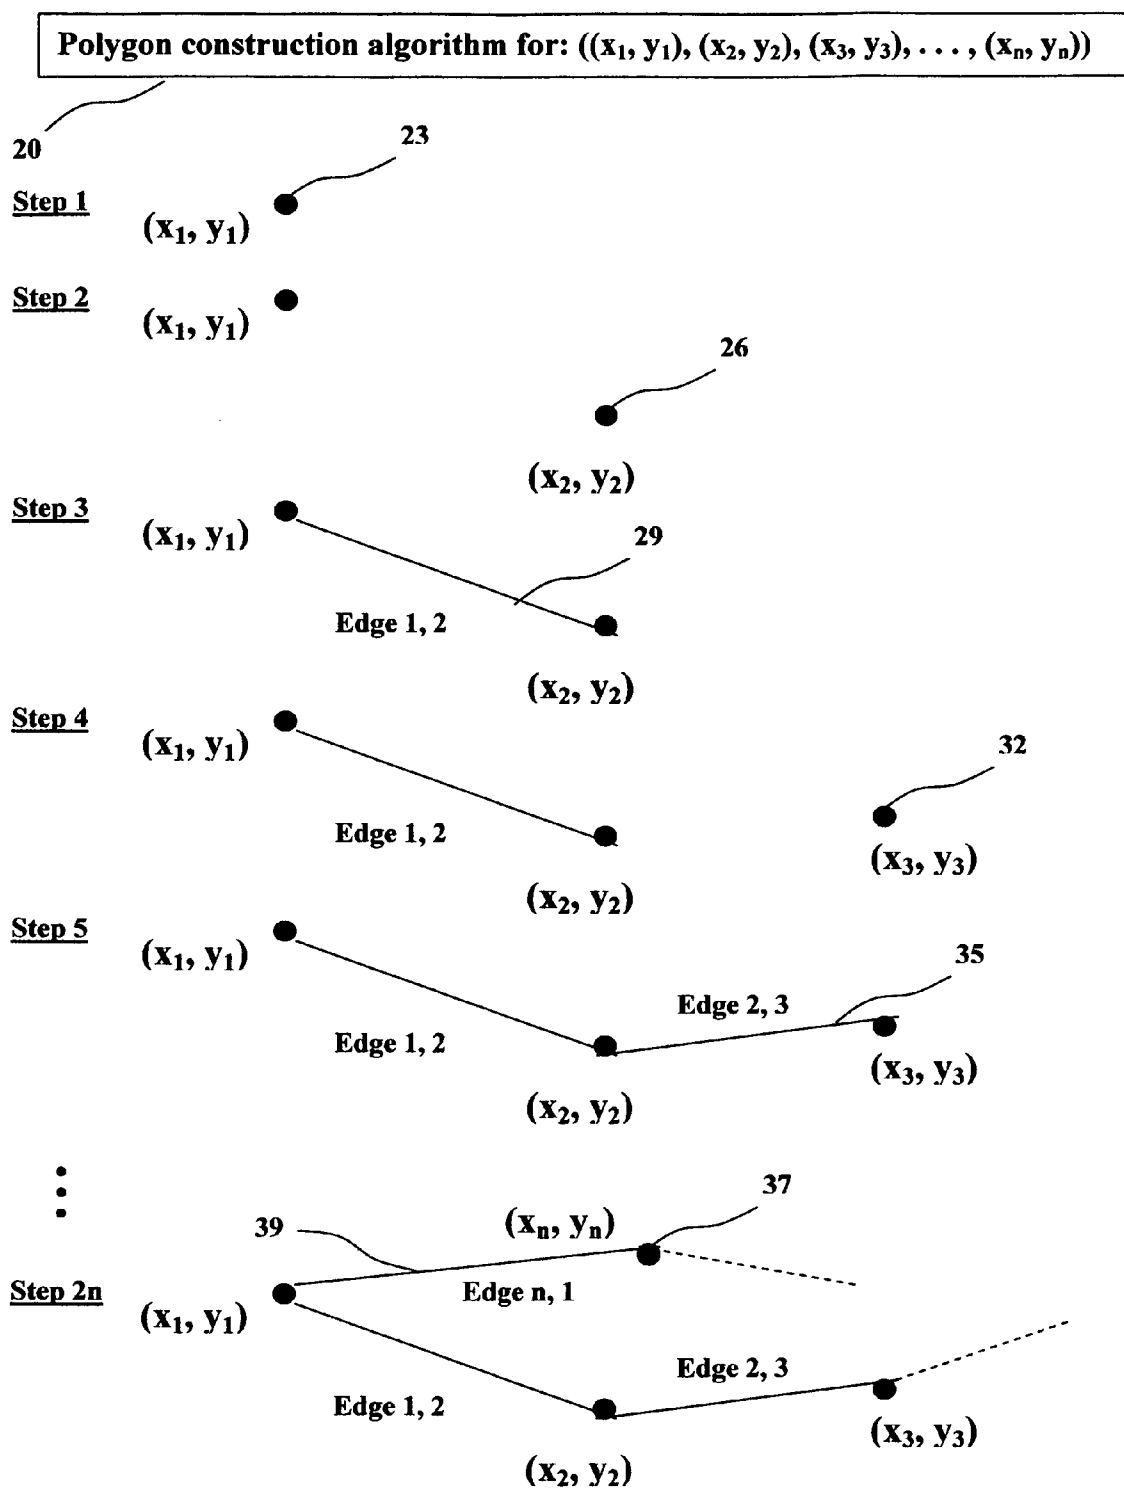 Polygon construction algorithm for: ((x₁, y₁), (x₂, y₂), (x₃, y₃), . . . , (xₙ, yₙ))
20
23
Step 1
(x₁, y₁)
Step 2
(x₁, y₁)
26
(x₂, y₂)
Step 3
(x₁, y₁)
29
Edge 1, 2
(x₂, y₂)
Step 4
(x₁, y₁)
32
Edge 1, 2
(x₃, y₃)
(x₂, y₂)
Step 5
(x₁, y₁)
35
Edge 2, 3
Edge 1, 2
(x₃, y₃)
(x₂, y₂)
37
39
(xₙ, yₙ)
Step 2n
Edge n, 1
(x₁, y₁)
Edge 2, 3
Edge 1, 2
(x₃, y₃)
(x₂, y₂)